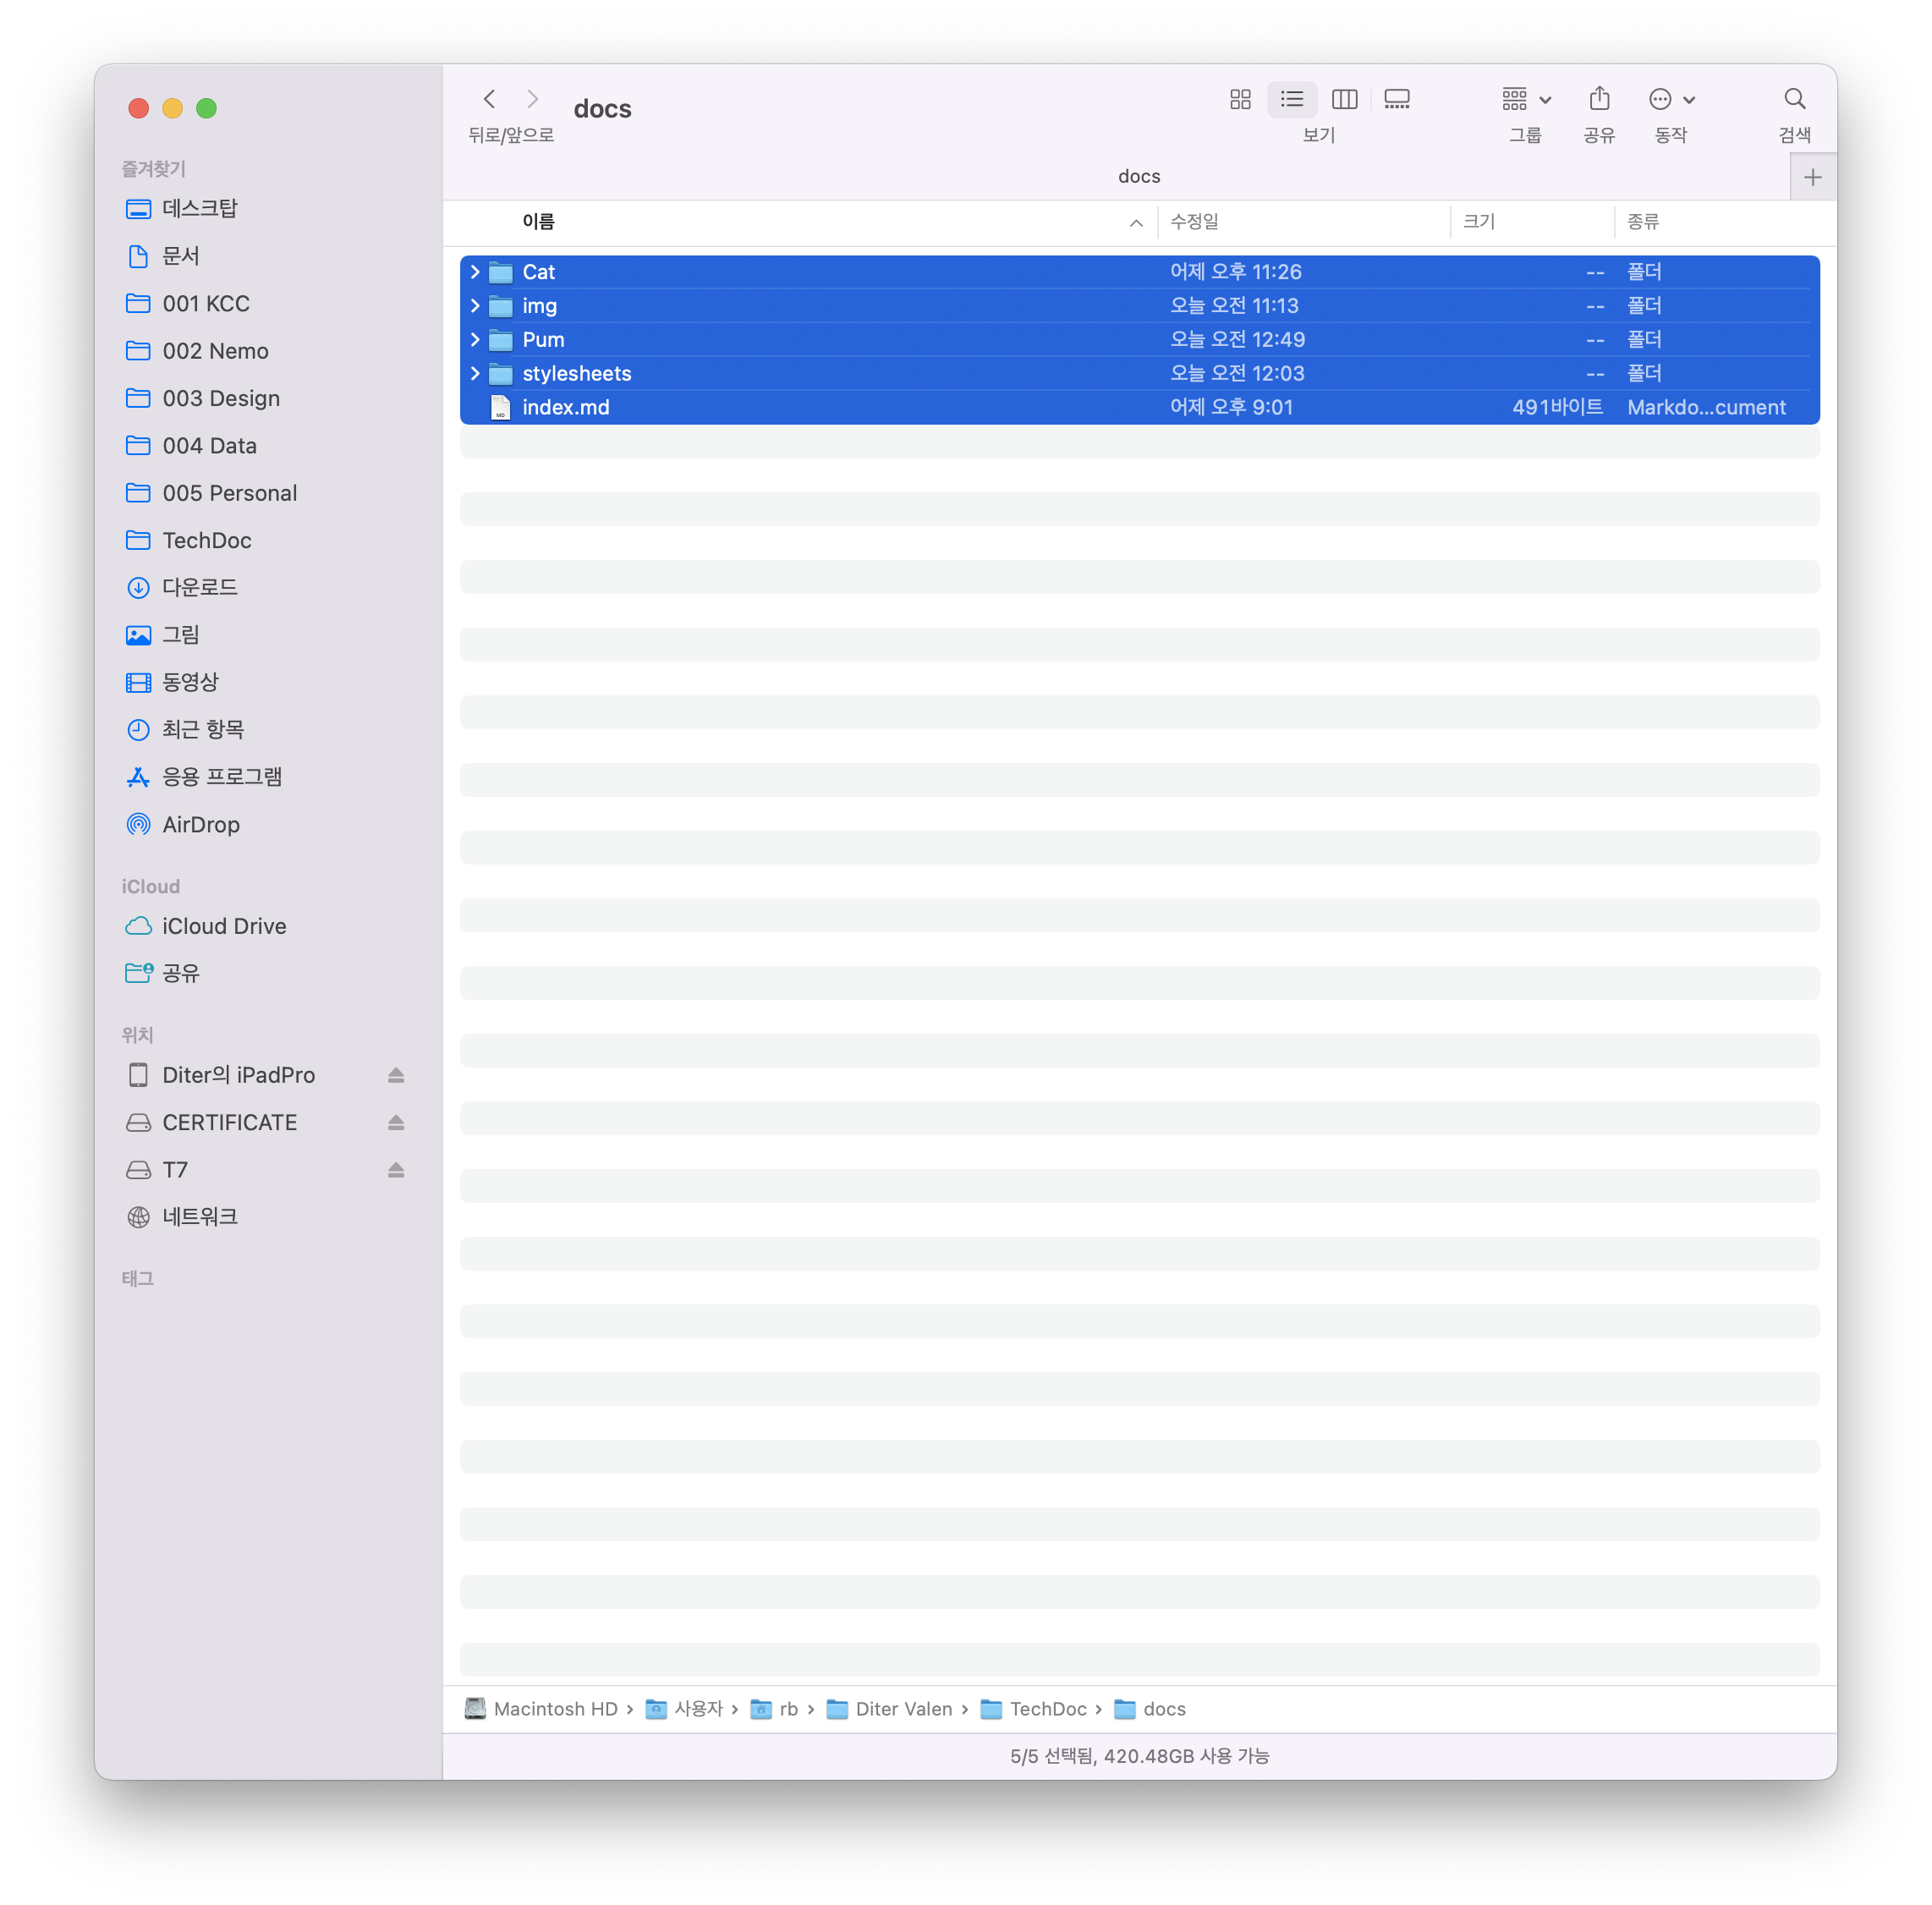 즐겨찾기
데스크탑
문서
001 KCC
002 Nemo
003 Design
004 Data
005 Personal
TechDoc
다운로드
그림
동영상
최근 항목
응용 프로그램
AirDrop
iCloud
iCloud Drive
공유
위치
Diter의 iPadPro
CERTIFICATE
T7
네트워크
태그
docs
뒤로/앞으로 보기 그룹 공유 동작 검색
docs
이름 수정일 크기 종류
Cat 어제 오후 11:26 -- 폴더
img 오늘 오전 11:13 -- 폴더
Pum 오늘 오전 12:49 -- 폴더
stylesheets 오늘 오전 12:03 -- 폴더
index.md 어제 오후 9:01 491바이트 Markdo...cument
Macintosh HD › 사용자 › rb › Diter Valen › TechDoc › docs
5/5 선택됨, 420.48GB 사용 가능